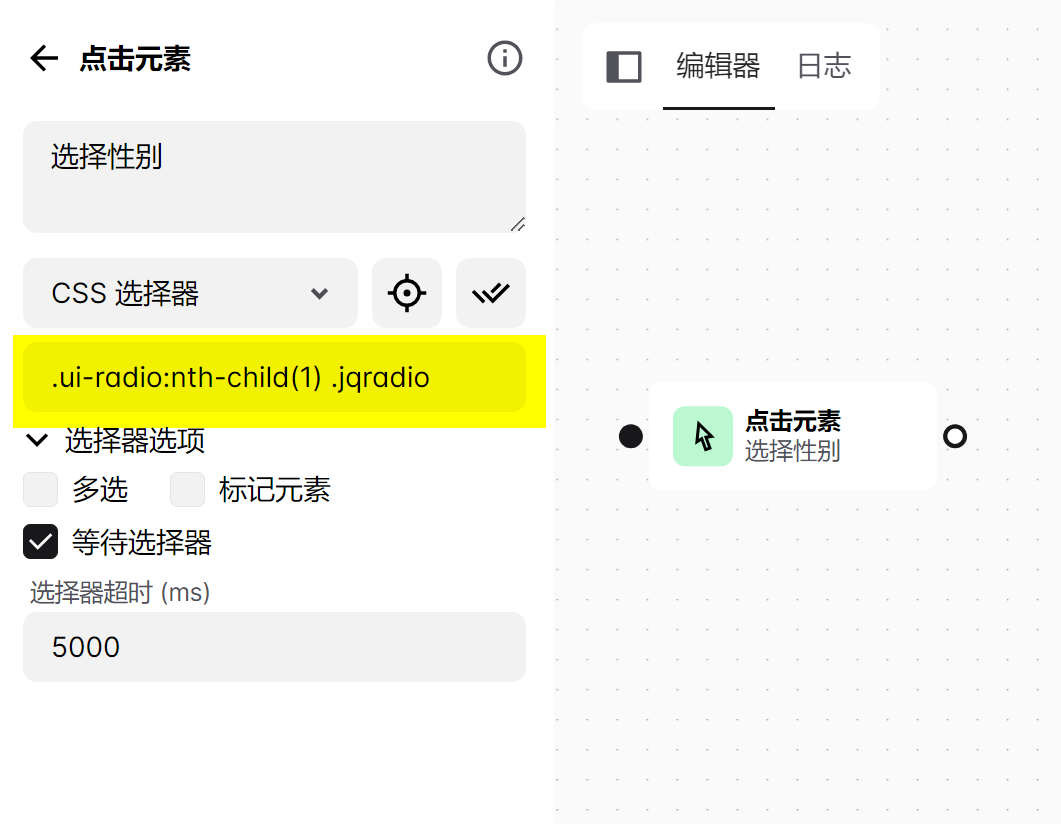 点击元素
选择性别
CSS 选择器
.ui-radio:nth-child(1) .jqradio
选择器选项
多选
标记元素
等待选择器
选择器超时 (ms)
5000
编辑器
日志
点击元素
选择性别